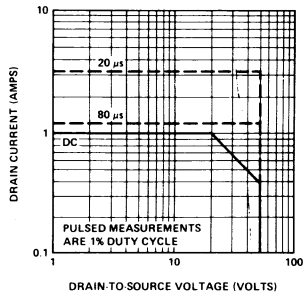 10
20 μs
80 μs
1
DC
PULSED MEASUREMENTS
ARE 1% DUTY CYCLE
0.1
1
10
100
DRAIN CURRENT (AMPS)
DRAIN-TO-SOURCE VOLTAGE (VOLTS)